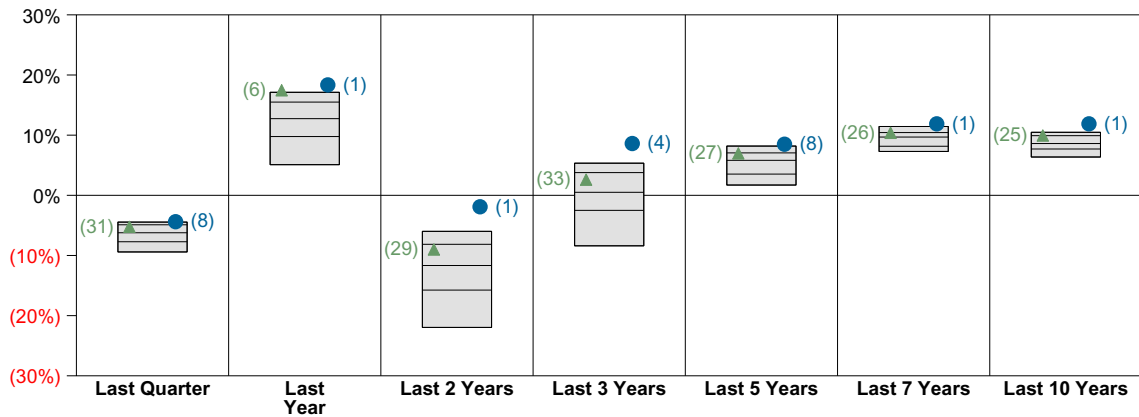 30%
20%
10%
0%
(10%)
(20%)
(30%)
(31)
(8)
(6)
(1)
(29)
(1)
(33)
(4)
(27)
(8)
(26)
(1)
(25)
(1)
Last Quarter
Last
Year
Last 2 Years
Last 3 Years
Last 5 Years
Last 7 Years
Last 10 Years